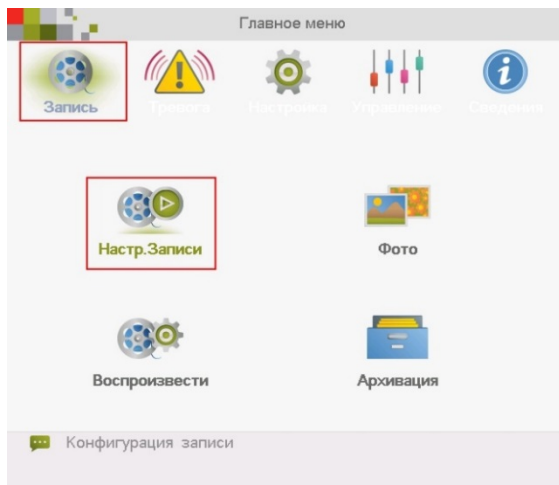 Главное меню
Запись Тревога Настройка Управление Сведения
Настр.Записи Фото
Воспроизвести Архивация
Конфигурация записи